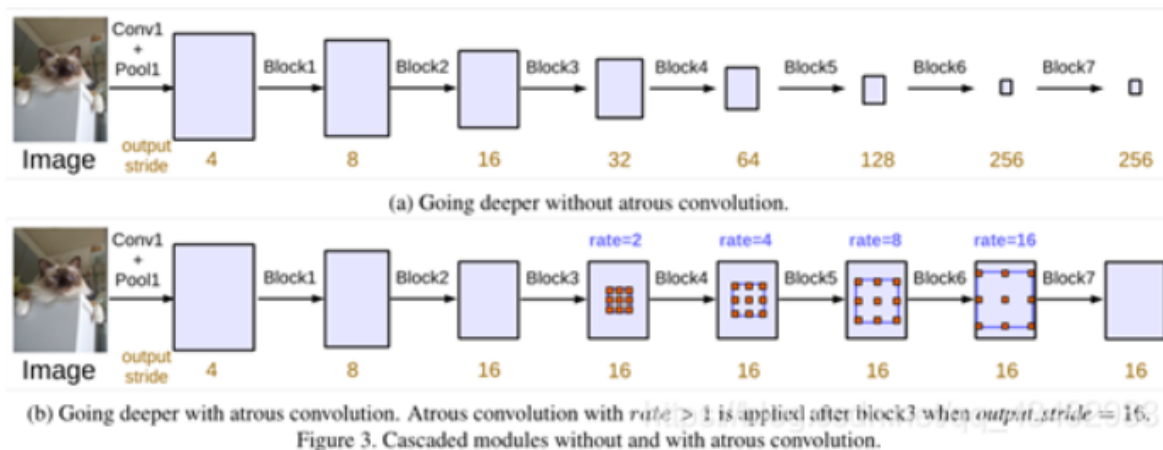 Conv1
+
Pool1
Block1 Block2 Block3 Block4 Block5 Block6 Block7
Image
output
stride
4 8 16 32 64 128 256 256
(a) Going deeper without atrous convolution.
rate=2 rate=4 rate=8 rate=16
Conv1
+
Pool1
Block1 Block2 Block3 Block4 Block5 Block6 Block7
Image
output
stride
4 8 16 16 16 16 16 16
(b) Going deeper with atrous convolution. Atrous convolution with rate > 1 is applied after block3 when output_stride = 16.
Figure 3. Cascaded modules without and with atrous convolution.